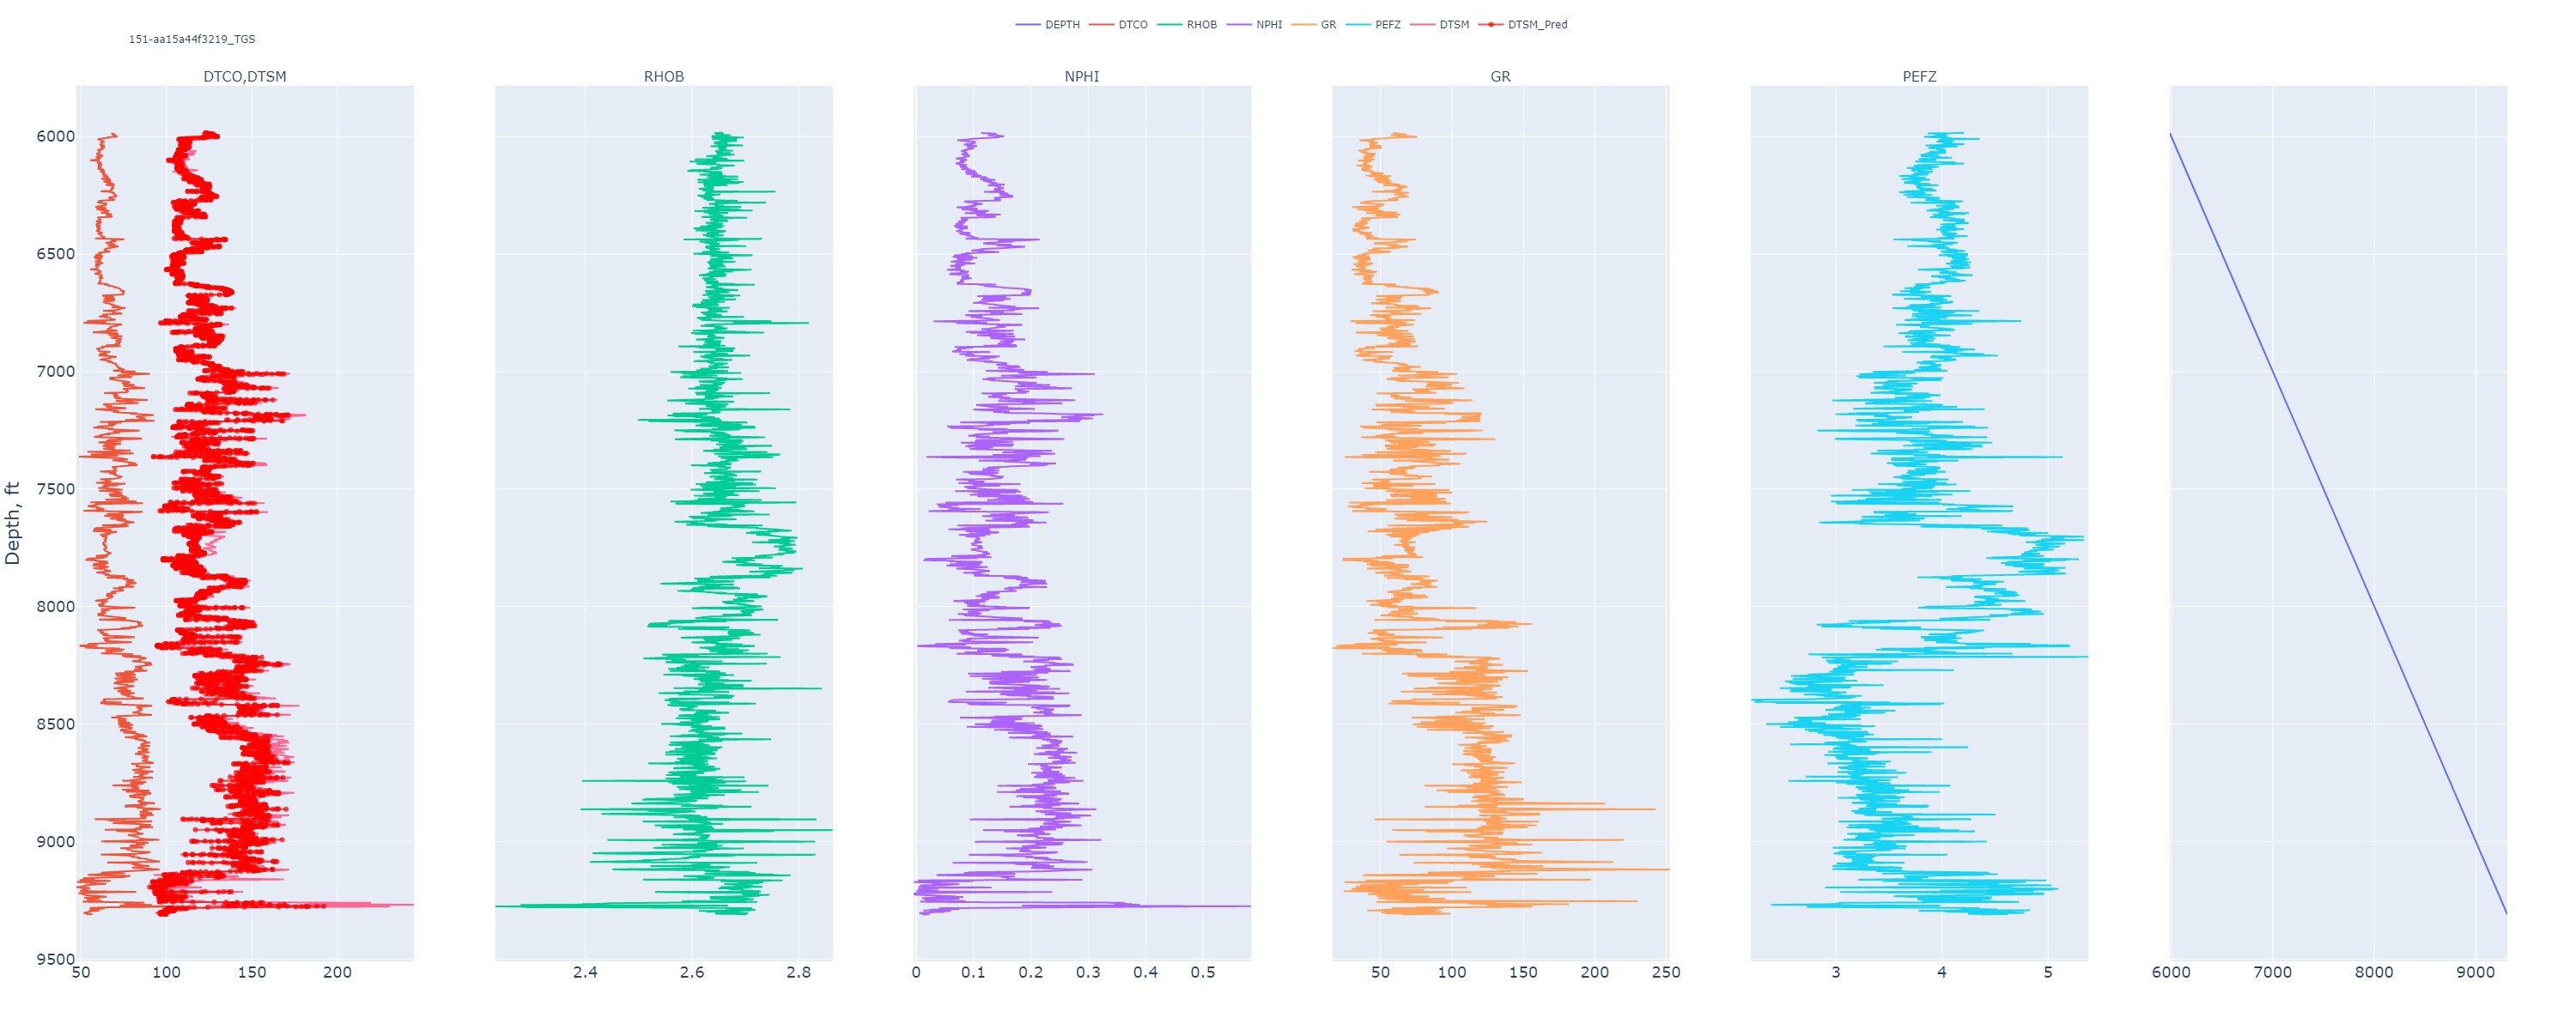 DEPTH DTCO RHOB NPHI GR PEFZ DTSM DTSM_Pred
151-aa15a44f3219_TGS
DTCO,DTSM RHOB NPHI GR PEFZ
6000
6500
7000
7500
8000
8500
9000
9500
Depth, ft
50 100 150 200 2.4 2.6 2.8 0 0.1 0.2 0.3 0.4 0.5 50 100 150 200 250 3 4 5 6000 7000 8000 9000